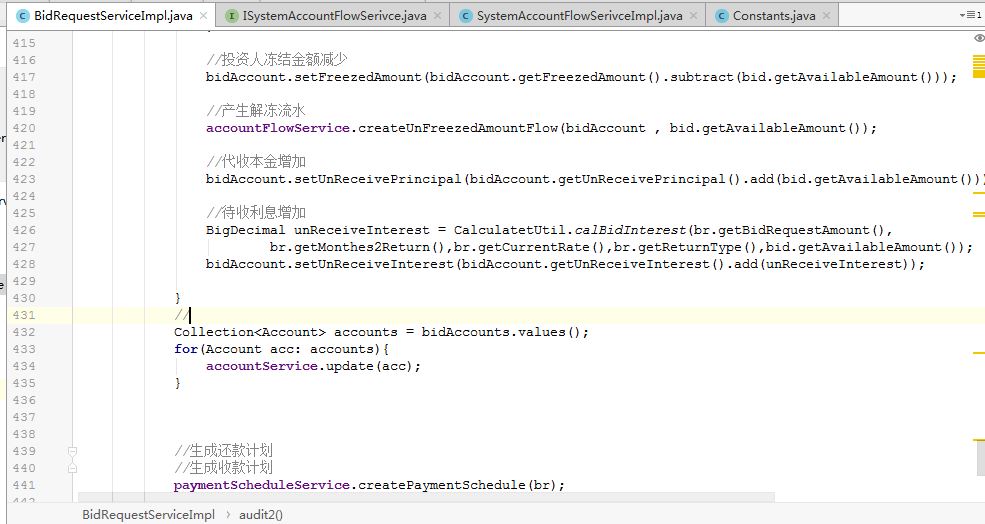 BidRequestServiceImpl.java × ISystemAccountFlowSerivce.java × SystemAccountFlowSerivceImpl.java × Constants.java × 1
415
416 //投资人冻结金额减少
417 bidAccount.setFreezedAmount(bidAccount.getFreezedAmount().subtract(bid.getAvailableAmount()));
418
419 //产生解冻流水
420 accountFlowService.createUnFreezedAmountFlow(bidAccount , bid.getAvailableAmount());
421
422 //代收本金增加
423 bidAccount.setUnReceivePrincipal(bidAccount.getUnReceivePrincipal().add(bid.getAvailableAmount()))
424
425 //待收利息增加
426 BigDecimal unReceiveInterest = CalculatetUtil.calBidInterest(br.getBidRequestAmount(),
427 br.getMonthes2Return(),br.getCurrentRate(),br.getReturnType(),bid.getAvailableAmount());
428 bidAccount.setUnReceiveInterest(bidAccount.getUnReceiveInterest().add(unReceiveInterest));
429
430 }
431 //
432 Collection<Account> accounts = bidAccounts.values();
433 for(Account acc: accounts){
434 accountService.update(acc);
435 }
436
437
438
439 //生成还款计划
440 //生成收款计划
441 paymentScheduleService.createPaymentSchedule(br);
BidRequestServiceImpl › audit2()